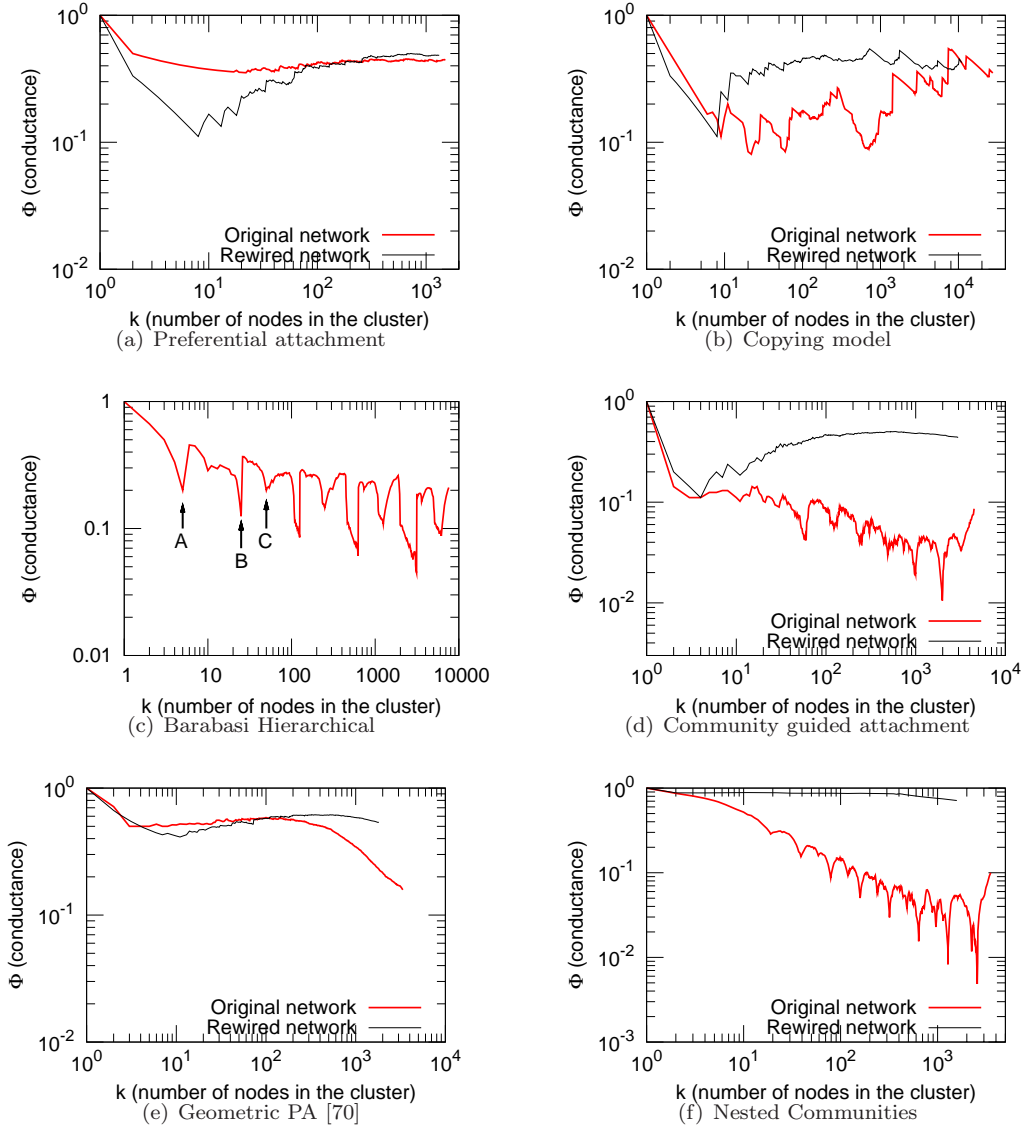 10^0
10^-1
10^-2
Φ (conductance)
Original network
Rewired network
10^0 10^1 10^2 10^3
k (number of nodes in the cluster)
(a) Preferential attachment
10^0
10^-1
10^-2
Φ (conductance)
Original network
Rewired network
10^0 10^1 10^2 10^3 10^4
k (number of nodes in the cluster)
(b) Copying model
1
0.1
0.01
Φ (conductance)
A
B
C
1 10 100 1000 10000
k (number of nodes in the cluster)
(c) Barabasi Hierarchical
10^0
10^-1
10^-2
Φ (conductance)
Original network
Rewired network
10^0 10^1 10^2 10^3 10^4
k (number of nodes in the cluster)
(d) Community guided attachment
10^0
10^-1
10^-2
Φ (conductance)
Original network
Rewired network
10^0 10^1 10^2 10^3 10^4
k (number of nodes in the cluster)
(e) Geometric PA [70]
10^0
10^-1
10^-2
10^-3
Φ (conductance)
Original network
Rewired network
10^0 10^1 10^2 10^3
k (number of nodes in the cluster)
(f) Nested Communities